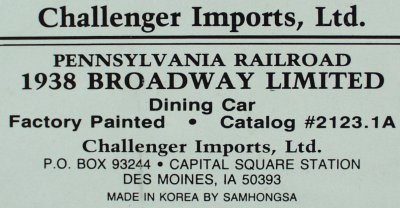 Challenger Imports, Ltd.
PENNSYLVANIA RAILROAD
1938 BROADWAY LIMITED
Dining Car
Factory Painted • Catalog #2123.1A
Challenger Imports, Ltd.
P.O. BOX 93244 • CAPITAL SQUARE STATION
DES MOINES, IA 50393
MADE IN KOREA BY SAMHONGSA